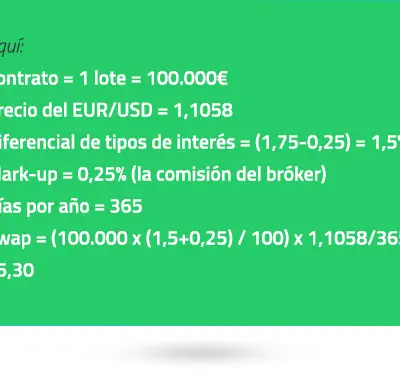 quí:
ontrato = 1 lote = 100.000€
recio del EUR/USD = 1,1058
iferencial de tipos de interés = (1,75-0,25) = 1,5%
ark-up = 0,25% (la comisión del bróker)
ías por año = 365
wap = (100.000 x (1,5+0,25) / 100) x 1,1058/365
5,30